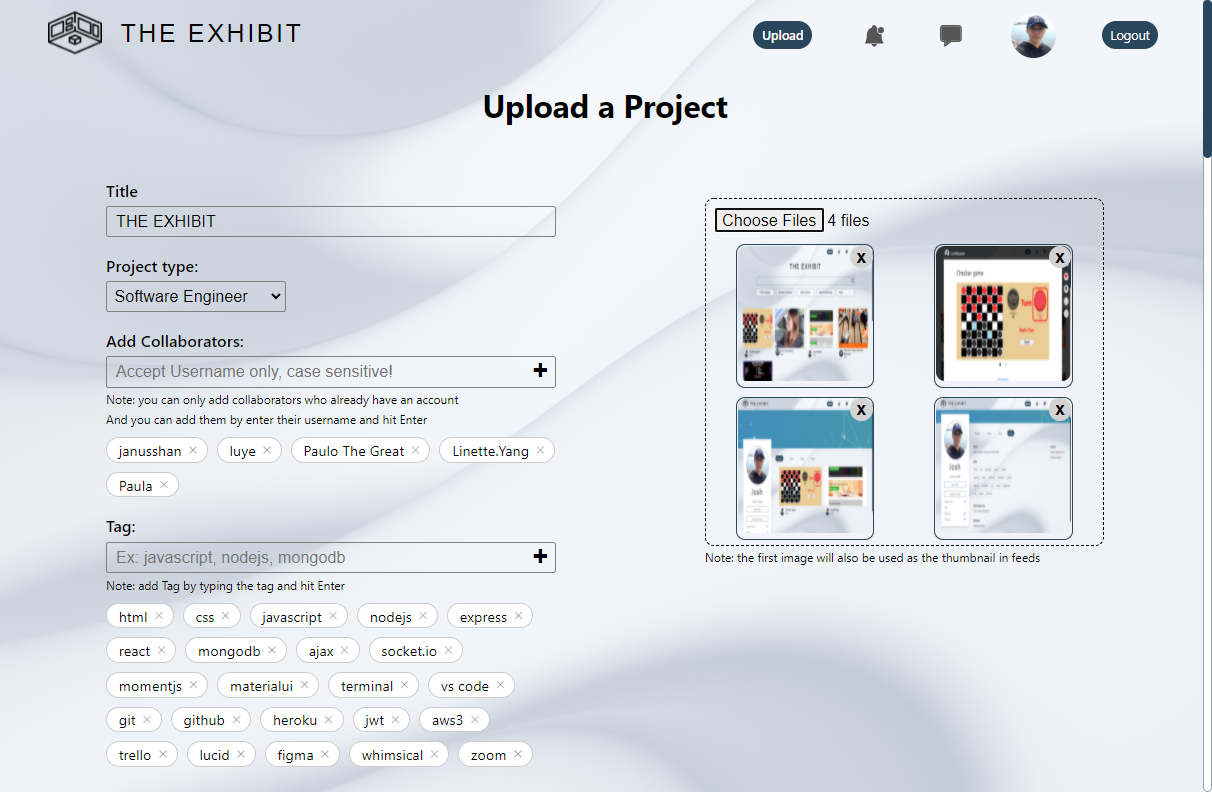 THE EXHIBIT
Upload
Logout
Upload a Project
Title
THE EXHIBIT
Project type:
Software Engineer
Add Collaborators:
Accept Username only, case sensitive!
Note: you can only add collaborators who already have an account
And you can add them by enter their username and hit Enter
janusshan × luye × Paulo The Great × Linette.Yang ×
Paula ×
Tag:
Ex: javascript, nodejs, mongodb
Note: add Tag by typing the tag and hit Enter
html × css × javascript × nodejs × express ×
react × mongodb × ajax × socket.io ×
momentjs × materialui × terminal × vs code ×
git × github × heroku × jwt × aws3 ×
trello × lucid × figma × whimsical × zoom ×
Choose Files 4 files
X
THE EXHIBIT
X
Checker game
Turn
X
Josh
X
Josh
Note: the first image will also be used as the thumbnail in feeds